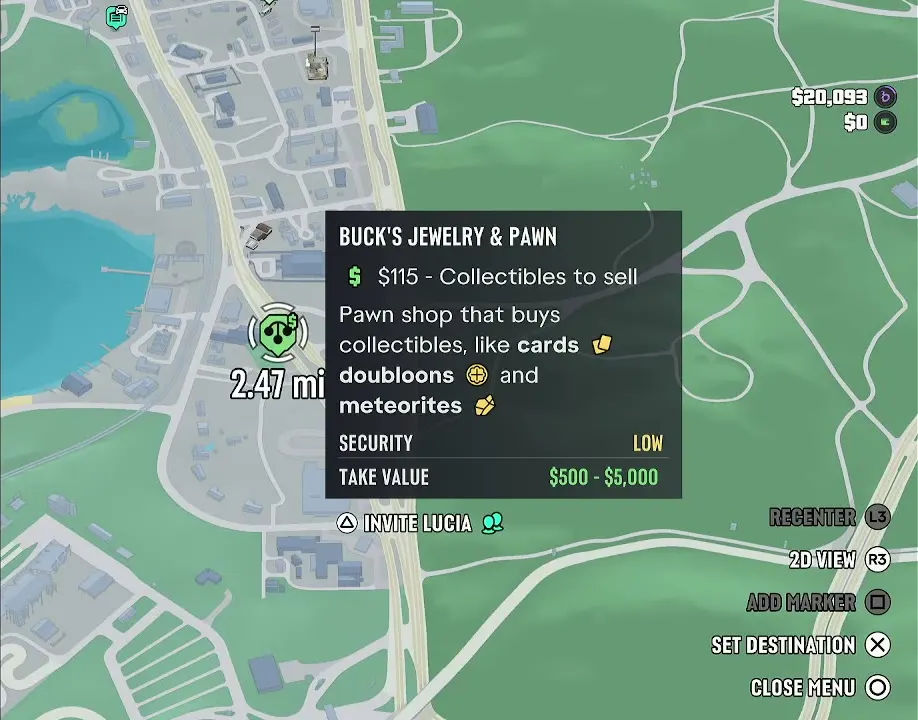 $20,093
$0
BUCK'S JEWELRY & PAWN
$ $115 - Collectibles to sell
Pawn shop that buys
collectibles, like cards
doubloons and
meteorites
SECURITY LOW
TAKE VALUE $500 - $5,000
2.47 mi
INVITE LUCIA
RECENTER L3
2D VIEW R3
ADD MARKER
SET DESTINATION
CLOSE MENU